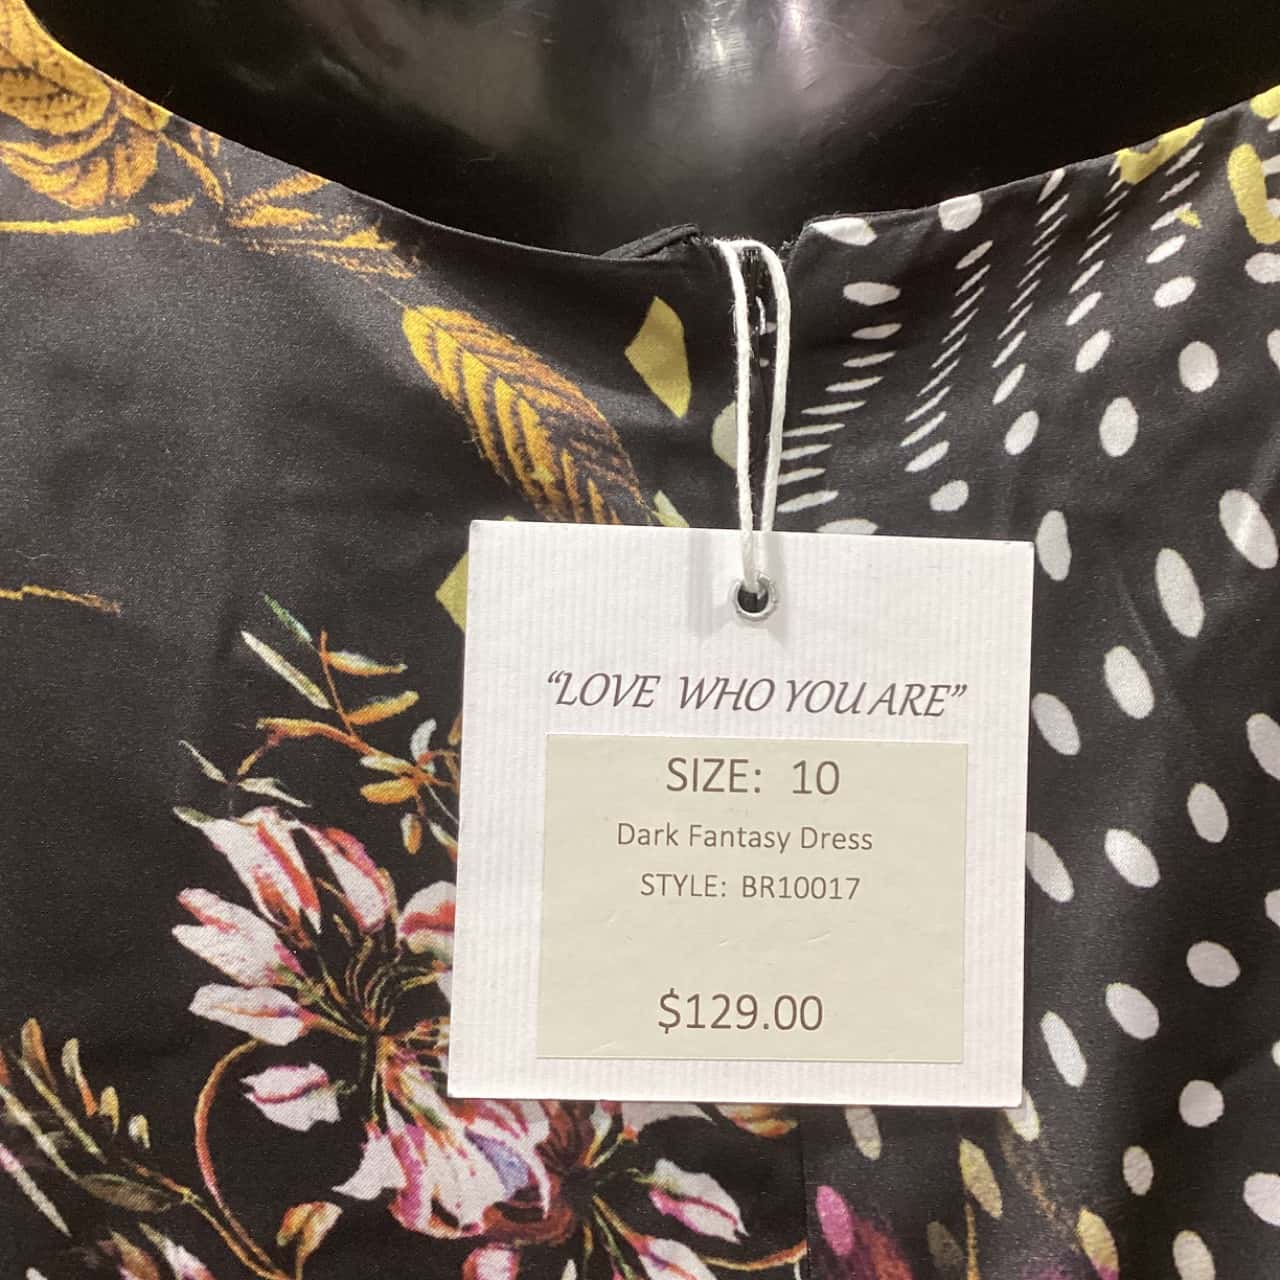 “LOVE WHO YOU ARE”
SIZE: 10
Dark Fantasy Dress
STYLE: BR10017
$129.00